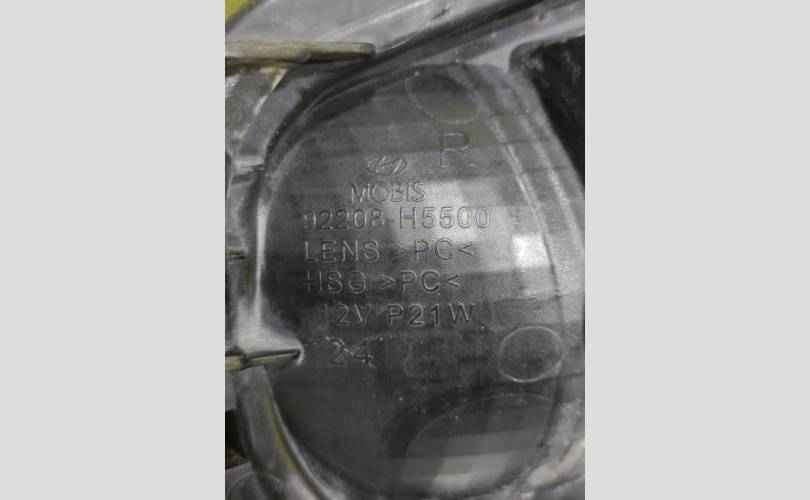 R
MOBIS
92208-H5500
LENS >PC<
HSG >PC<
12V P21W
24